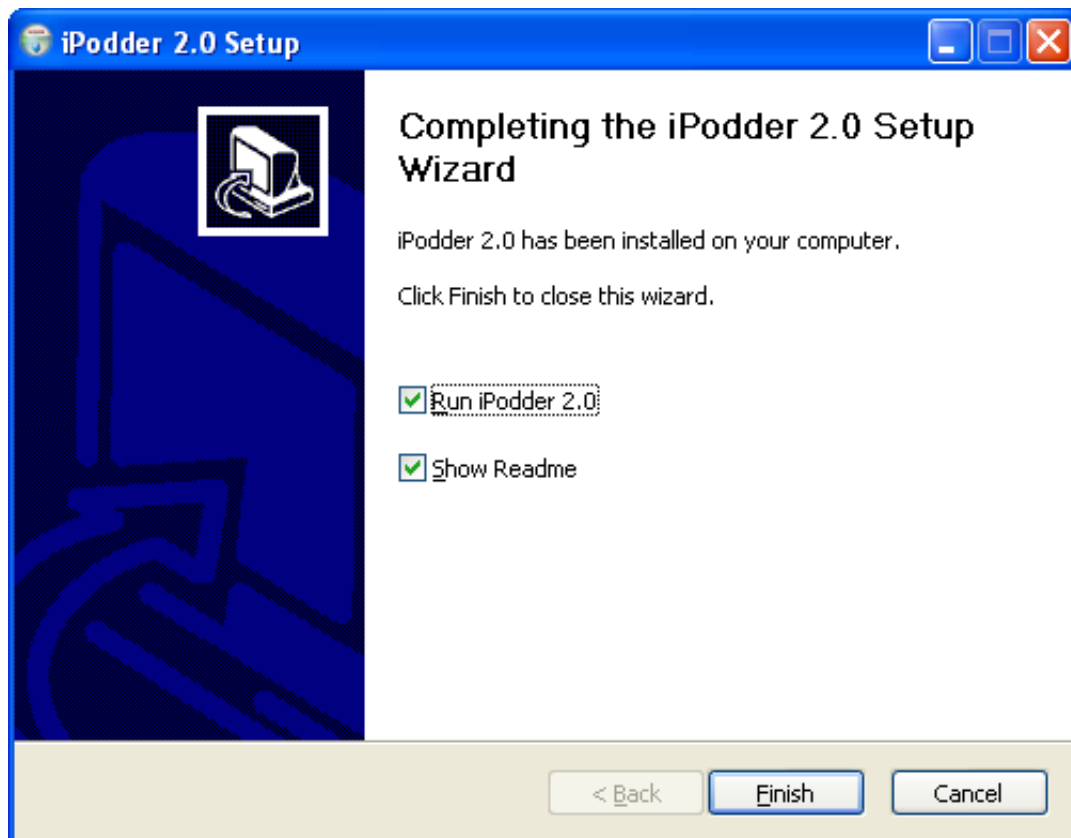 iPodder 2.0 Setup
Completing the iPodder 2.0 Setup
Wizard
iPodder 2.0 has been installed on your computer.
Click Finish to close this wizard.
Run iPodder 2.0
Show Readme
< Back
Finish
Cancel